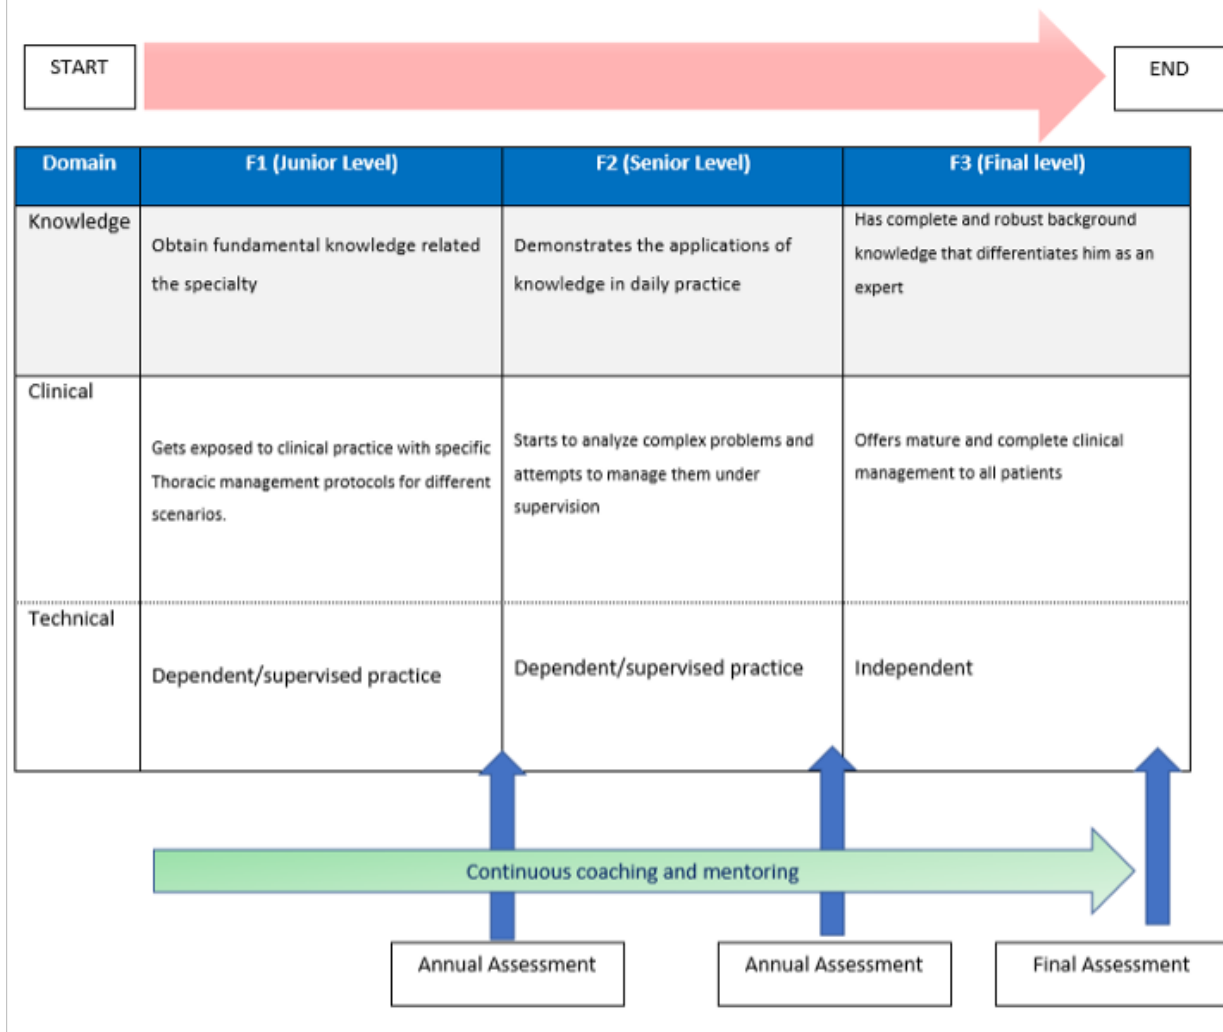 START
END
Domain
F1 (Junior Level)
F2 (Senior Level)
F3 (Final level)
Knowledge
Obtain fundamental knowledge related
the specialty
Demonstrates the applications of
knowledge in daily practice
Has complete and robust background
knowledge that differentiates him as an
expert
Clinical
Gets exposed to clinical practice with specific
Thoracic management protocols for different
scenarios.
Starts to analyze complex problems and
attempts to manage them under
supervision
Offers mature and complete clinical
management to all patients
Technical
Dependent/supervised practice
Dependent/supervised practice
Independent
Continuous coaching and mentoring
Annual Assessment
Annual Assessment
Final Assessment